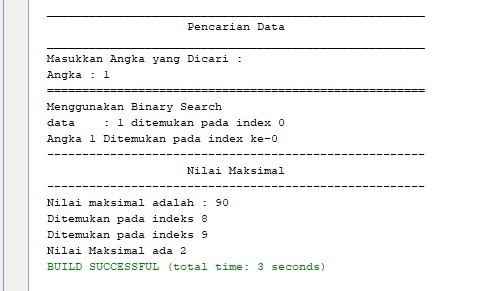 Pencarian Data
Masukkan Angka yang Dicari :
Angka : 1
======================================================
Menggunakan Binary Search
data    : 1 ditemukan pada index 0
Angka 1 Ditemukan pada index ke-0
------------------------------------------------------
Nilai Maksimal
------------------------------------------------------
Nilai maksimal adalah : 90
Ditemukan pada indeks 8
Ditemukan pada indeks 9
Nilai Maksimal ada 2
BUILD SUCCESSFUL (total time: 3 seconds)